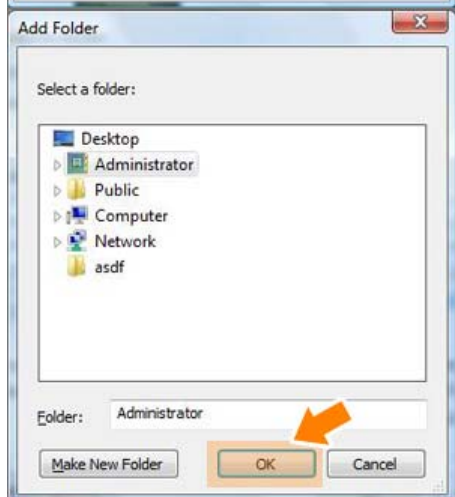 Add Folder
Select a folder:
Desktop
Administrator
Public
Computer
Network
asdf
Folder: Administrator
Make New Folder OK Cancel